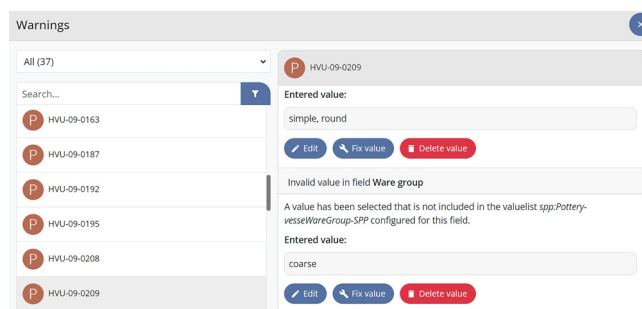 Warnings
All (37)
Search...
P HVU-09-0163
P HVU-09-0187
P HVU-09-0192
P HVU-09-0195
P HVU-09-0208
P HVU-09-0209
P HVU-09-0209
Entered value:
simple, round
Edit Fix value Delete value
Invalid value in field Ware group
A value has been selected that is not included in the valuelist spp:Pottery-
vesseWareGroup-SPP configured for this field.
Entered value:
coarse
Edit Fix value Delete value